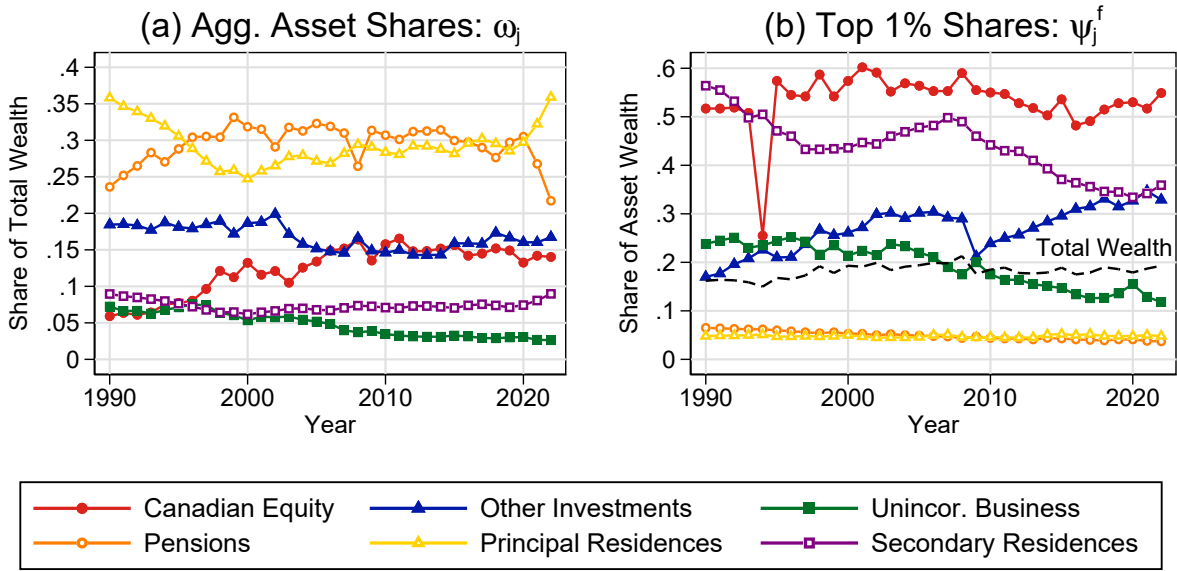 (a) Agg. Asset Shares: ωj
(b) Top 1% Shares: ψjf
Share of Total Wealth
.4
.35
.3
.25
.2
.15
.1
.05
0
1990 2000 2010 2020
Year
Share of Asset Wealth
.6
.5
.4
.3
.2
.1
0
Total Wealth
1990 2000 2010 2020
Year
Canadian Equity Other Investments Unincor. Business
Pensions Principal Residences Secondary Residences